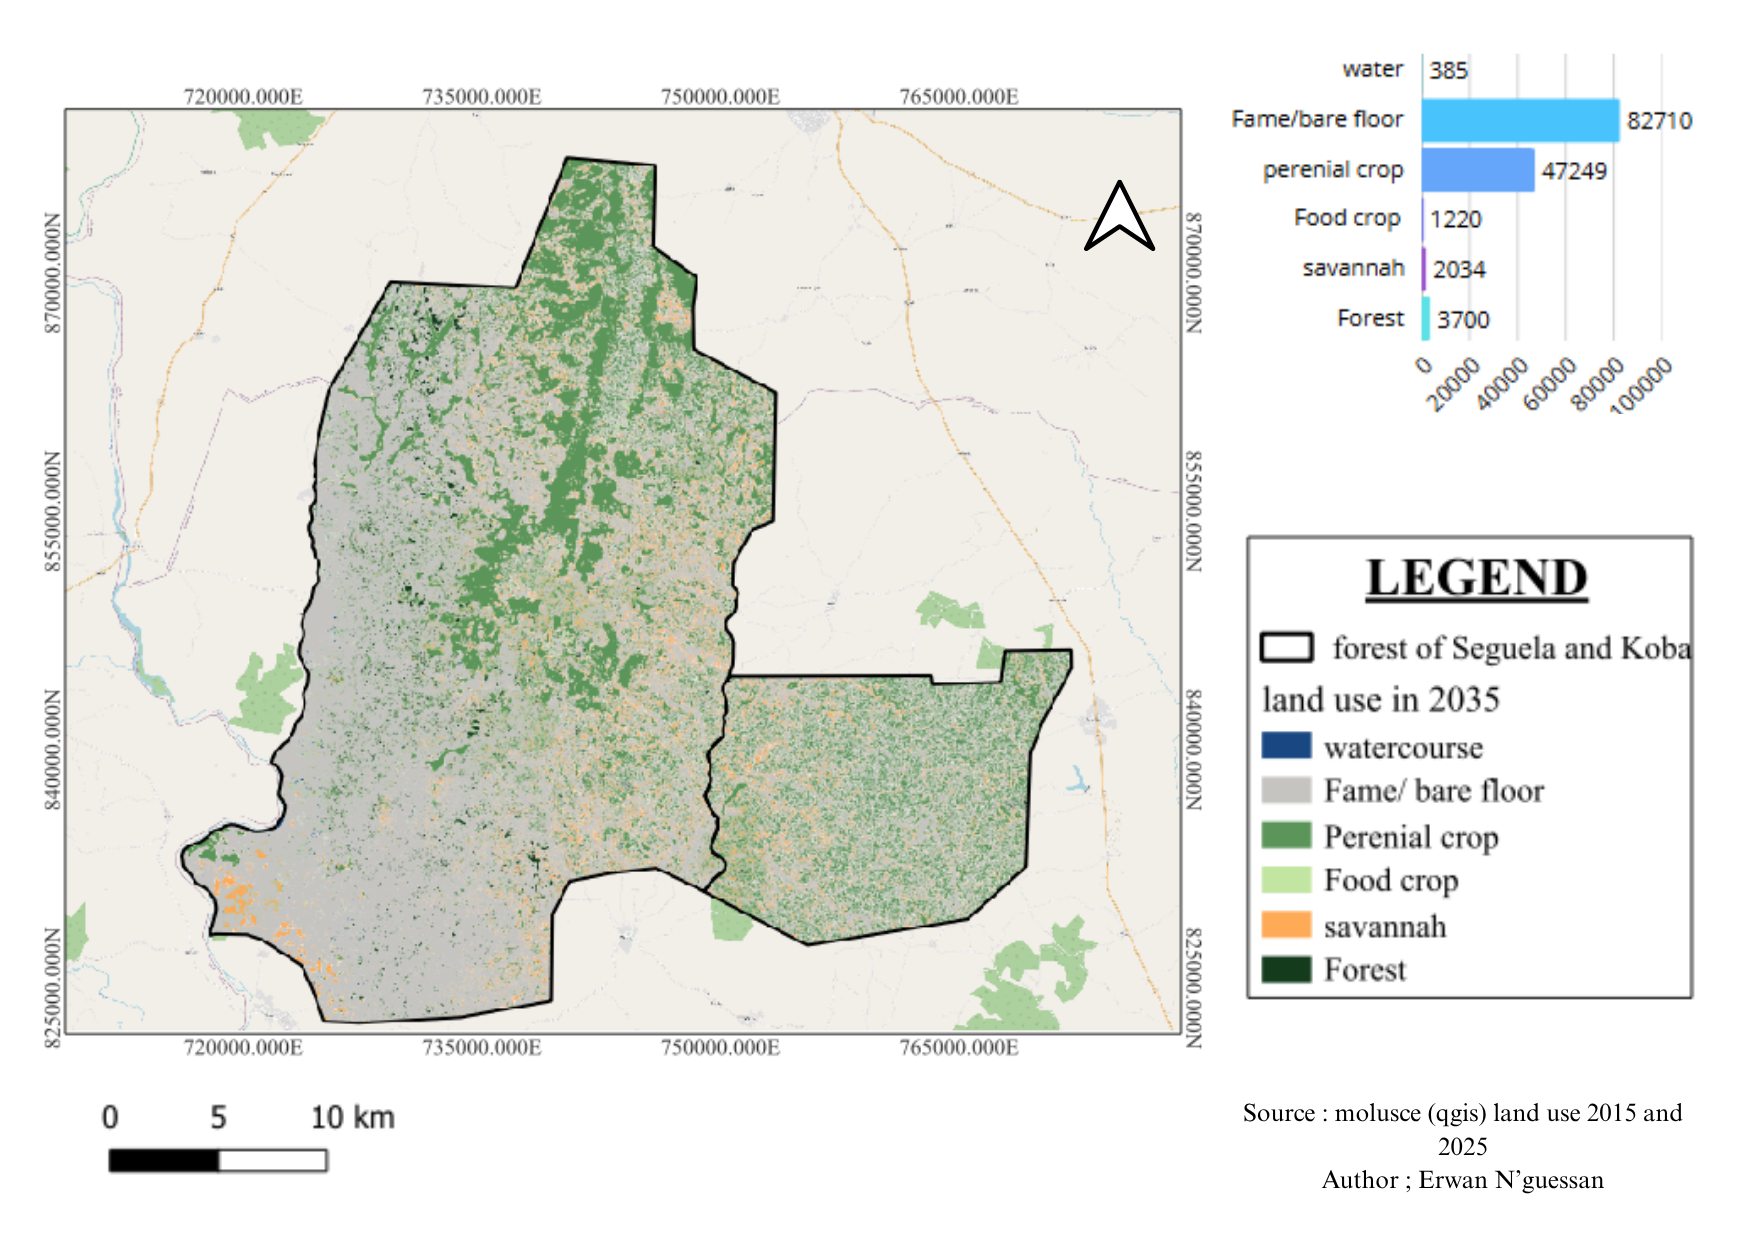 720000.000E 735000.000E 750000.000E 765000.000E
870000.000N
855000.000N
840000.000N
825000.000N
870000.000N
855000.000N
840000.000N
825000.000N
720000.000E 735000.000E 750000.000E 765000.000E
0 5 10 km
water 385
Fame/bare floor 82710
perenial crop 47249
Food crop 1220
savannah 2034
Forest 3700
0 20000 40000 60000 80000 100000
LEGEND
forest of Seguela and Koba
land use in 2035
watercourse
Fame/ bare floor
Perenial crop
Food crop
savannah
Forest
Source : molusce (qgis) land use 2015 and
2025
Author ; Erwan N’guessan